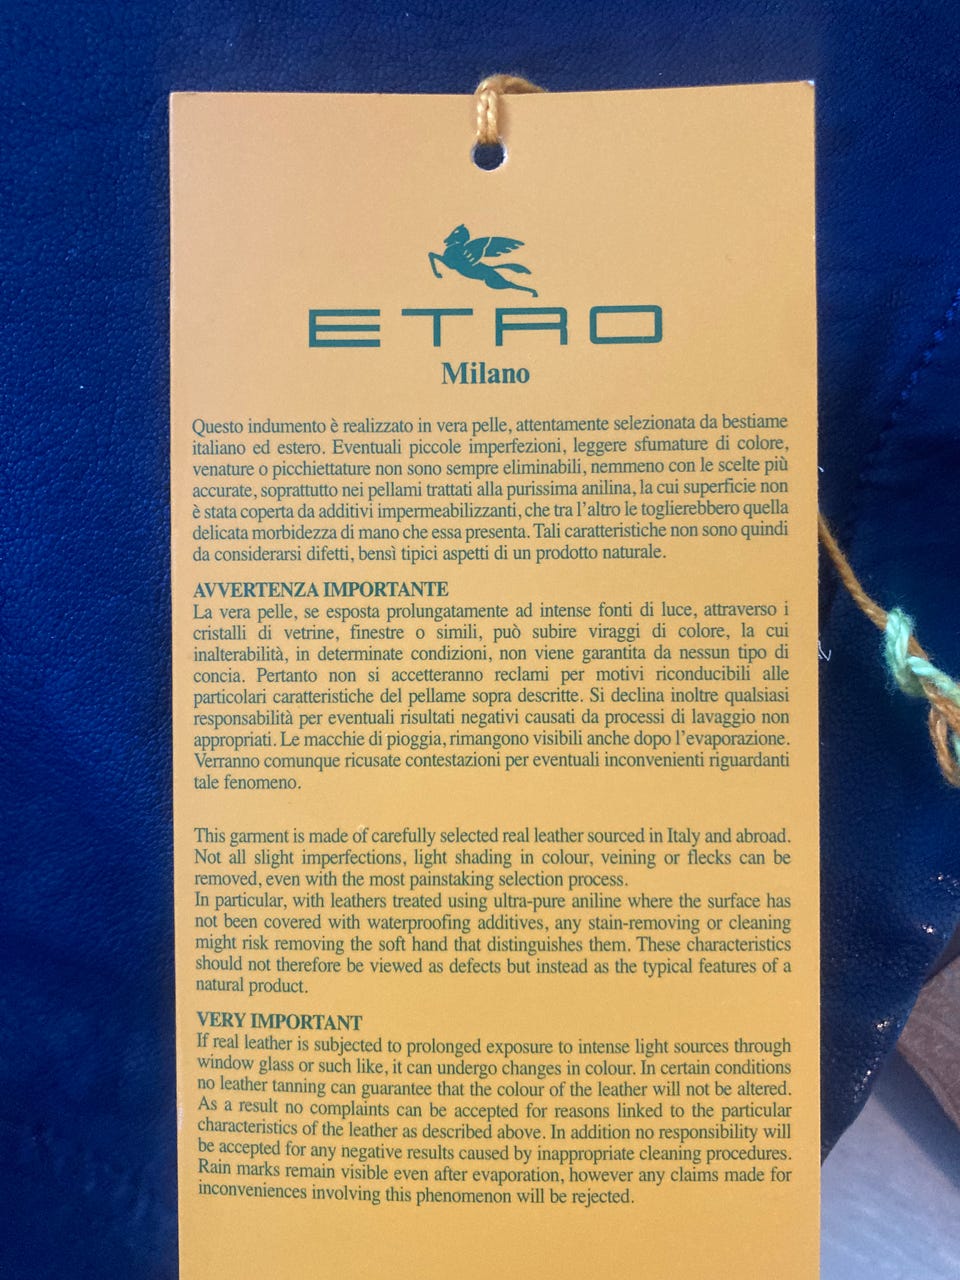 ETRO
Milano
Questo indumento è realizzato in vera pelle, attentamente selezionata da bestiame
italiano ed estero. Eventuali piccole imperfezioni, leggere sfumature di colore,
venature o picchiettature non sono sempre eliminabili, nemmeno con le scelte più
accurate, soprattutto nei pellami trattati alla purissima anilina, la cui superficie non
è stata coperta da additivi impermeabilizzanti, che tra l'altro le toglierebbero quella
delicata morbidezza di mano che essa presenta. Tali caratteristiche non sono quindi
da considerarsi difetti, bensì tipici aspetti di un prodotto naturale.
AVVERTENZA IMPORTANTE
La vera pelle, se esposta prolungatamente ad intense fonti di luce, attraverso i
cristalli di vetrine, finestre o simili, può subire viraggi di colore, la cui
inalterabilità, in determinate condizioni, non viene garantita da nessun tipo di
concia. Pertanto non si accetteranno reclami per motivi riconducibili alle
particolari caratteristiche del pellame sopra descritte. Si declina inoltre qualsiasi
responsabilità per eventuali risultati negativi causati da processi di lavaggio non
appropriati. Le macchie di pioggia, rimangono visibili anche dopo l'evaporazione.
Verranno comunque ricusate contestazioni per eventuali inconvenienti riguardanti
tale fenomeno.
This garment is made of carefully selected real leather sourced in Italy and abroad.
Not all slight imperfections, light shading in colour, veining or flecks can be
removed, even with the most painstaking selection process.
In particular, with leathers treated using ultra-pure aniline where the surface has
not been covered with waterproofing additives, any stain-removing or cleaning
might risk removing the soft hand that distinguishes them. These characteristics
should not therefore be viewed as defects but instead as the typical features of a
natural product.
VERY IMPORTANT
If real leather is subjected to prolonged exposure to intense light sources through
window glass or such like, it can undergo changes in colour. In certain conditions
no leather tanning can guarantee that the colour of the leather will not be altered.
As a result no complaints can be accepted for reasons linked to the particular
characteristics of the leather as described above. In addition no responsibility will
be accepted for any negative results caused by inappropriate cleaning procedures.
Rain marks remain visible even after evaporation, however any claims made for
inconveniences involving this phenomenon will be rejected.